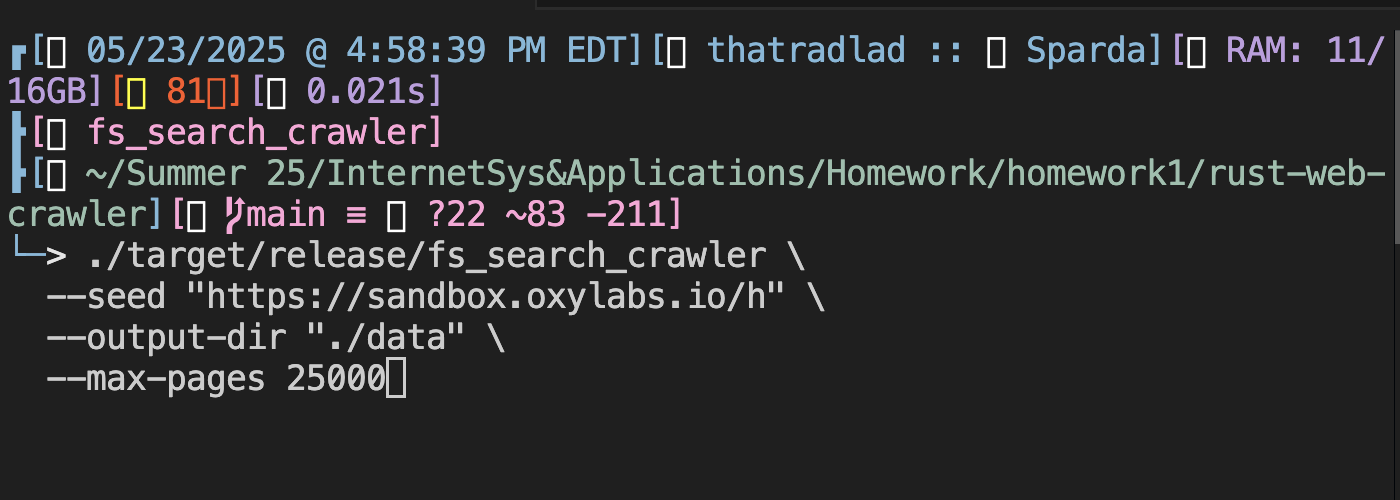 ┏[▯ 05/23/2025 @ 4:58:39 PM EDT][▯ thatradlad :: ▯ Sparda][▯ RAM: 11/
16GB][▯ 81▯][▯ 0.021s]
┣[▯ fs_search_crawler]
┣[▯ ~/Summer 25/InternetSys&Applications/Homework/homework1/rust-web-
crawler][▯ main ≡ ▯ ?22 ~83 -211]
└─> ./target/release/fs_search_crawler \
--seed "https://sandbox.oxylabs.io/h" \
--output-dir "./data" \
--max-pages 25000